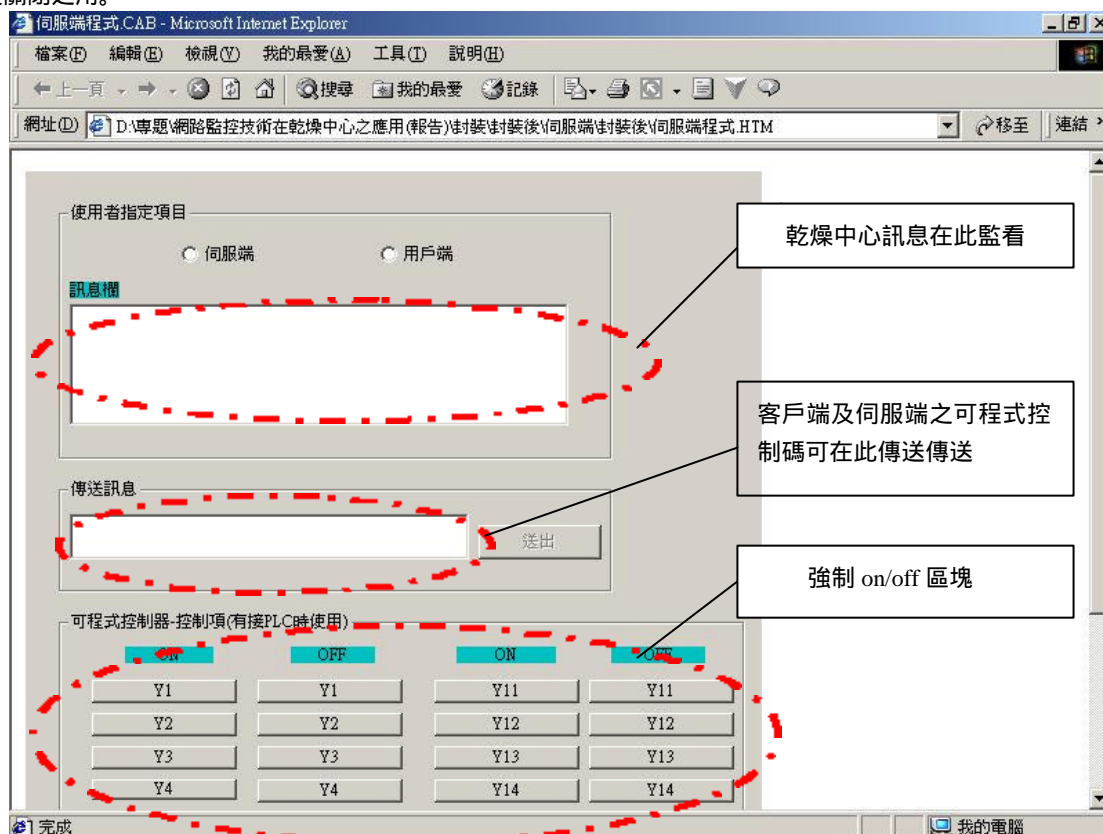 關閉之用。
伺服端程式.CAB - Microsoft Internet Explorer
檔案(F) 編輯(E) 檢視(V) 我的最愛(A) 工具(T) 說明(H)
上一頁 搜尋 我的最愛 記錄
網址(D) D:\專題\網路監控技術在乾燥中心之應用(報告)\封裝\封裝後\伺服端\封裝後\伺服端程式.HTM 移至 連結
使用者指定項目
乾燥中心訊息在此監看
伺服端 用戶端
訊息欄
客戶端及伺服端之可程式控
制碼可在此傳送傳送
傳送訊息
送出
強制 on/off 區塊
可程式控制器-控制項(有接PLC時使用)
ON OFF ON OFF
Y1 Y1 Y11 Y11
Y2 Y2 Y12 Y12
Y3 Y3 Y13 Y13
Y4 Y4 Y14 Y14
完成 我的電腦